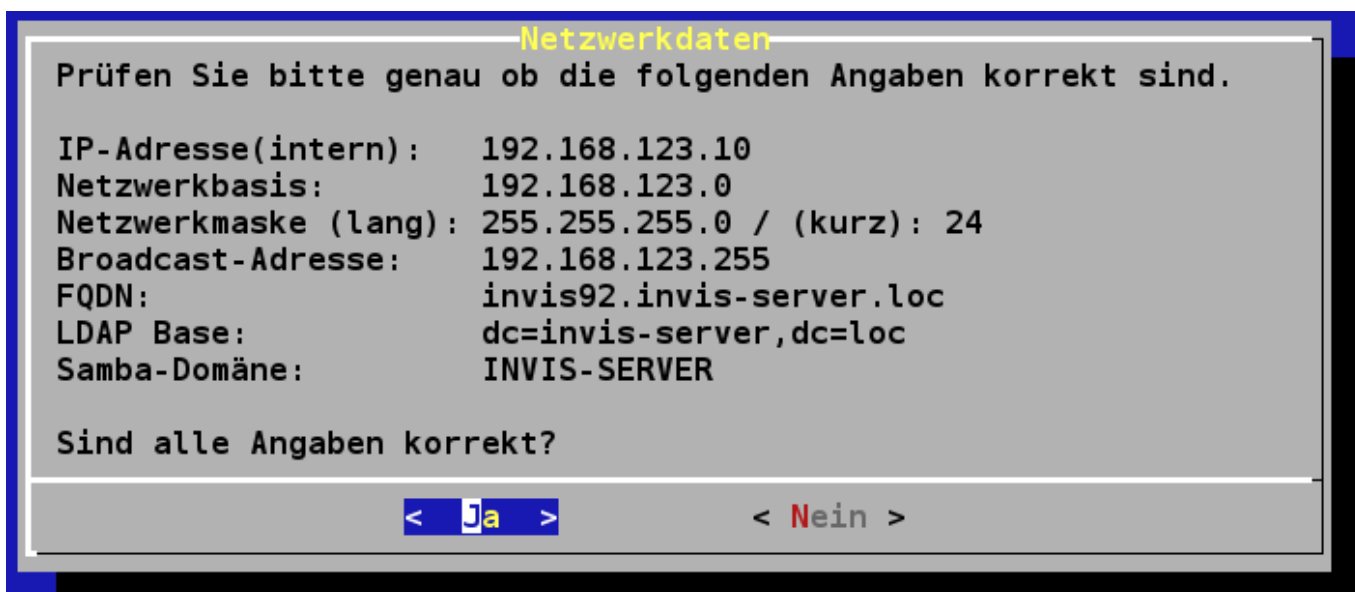 Netzwerkdaten
Prüfen Sie bitte genau ob die folgenden Angaben korrekt sind.
IP-Adresse(intern): 192.168.123.10
Netzwerkbasis: 192.168.123.0
Netzwerkmaske (lang): 255.255.255.0 / (kurz): 24
Broadcast-Adresse: 192.168.123.255
FQDN: invis92.invis-server.loc
LDAP Base: dc=invis-server,dc=loc
Samba-Domäne: INVIS-SERVER
Sind alle Angaben korrekt?
< Ja > < Nein >